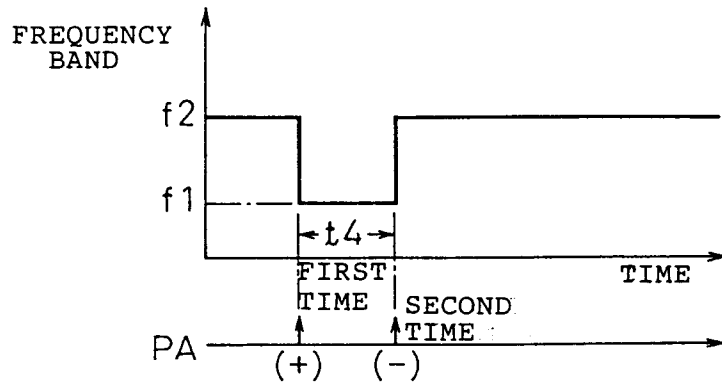 FREQUENCY
BAND
f2
f1
t4
TIME
FIRST
TIME
SECOND
TIME
PA
(+)
(-)